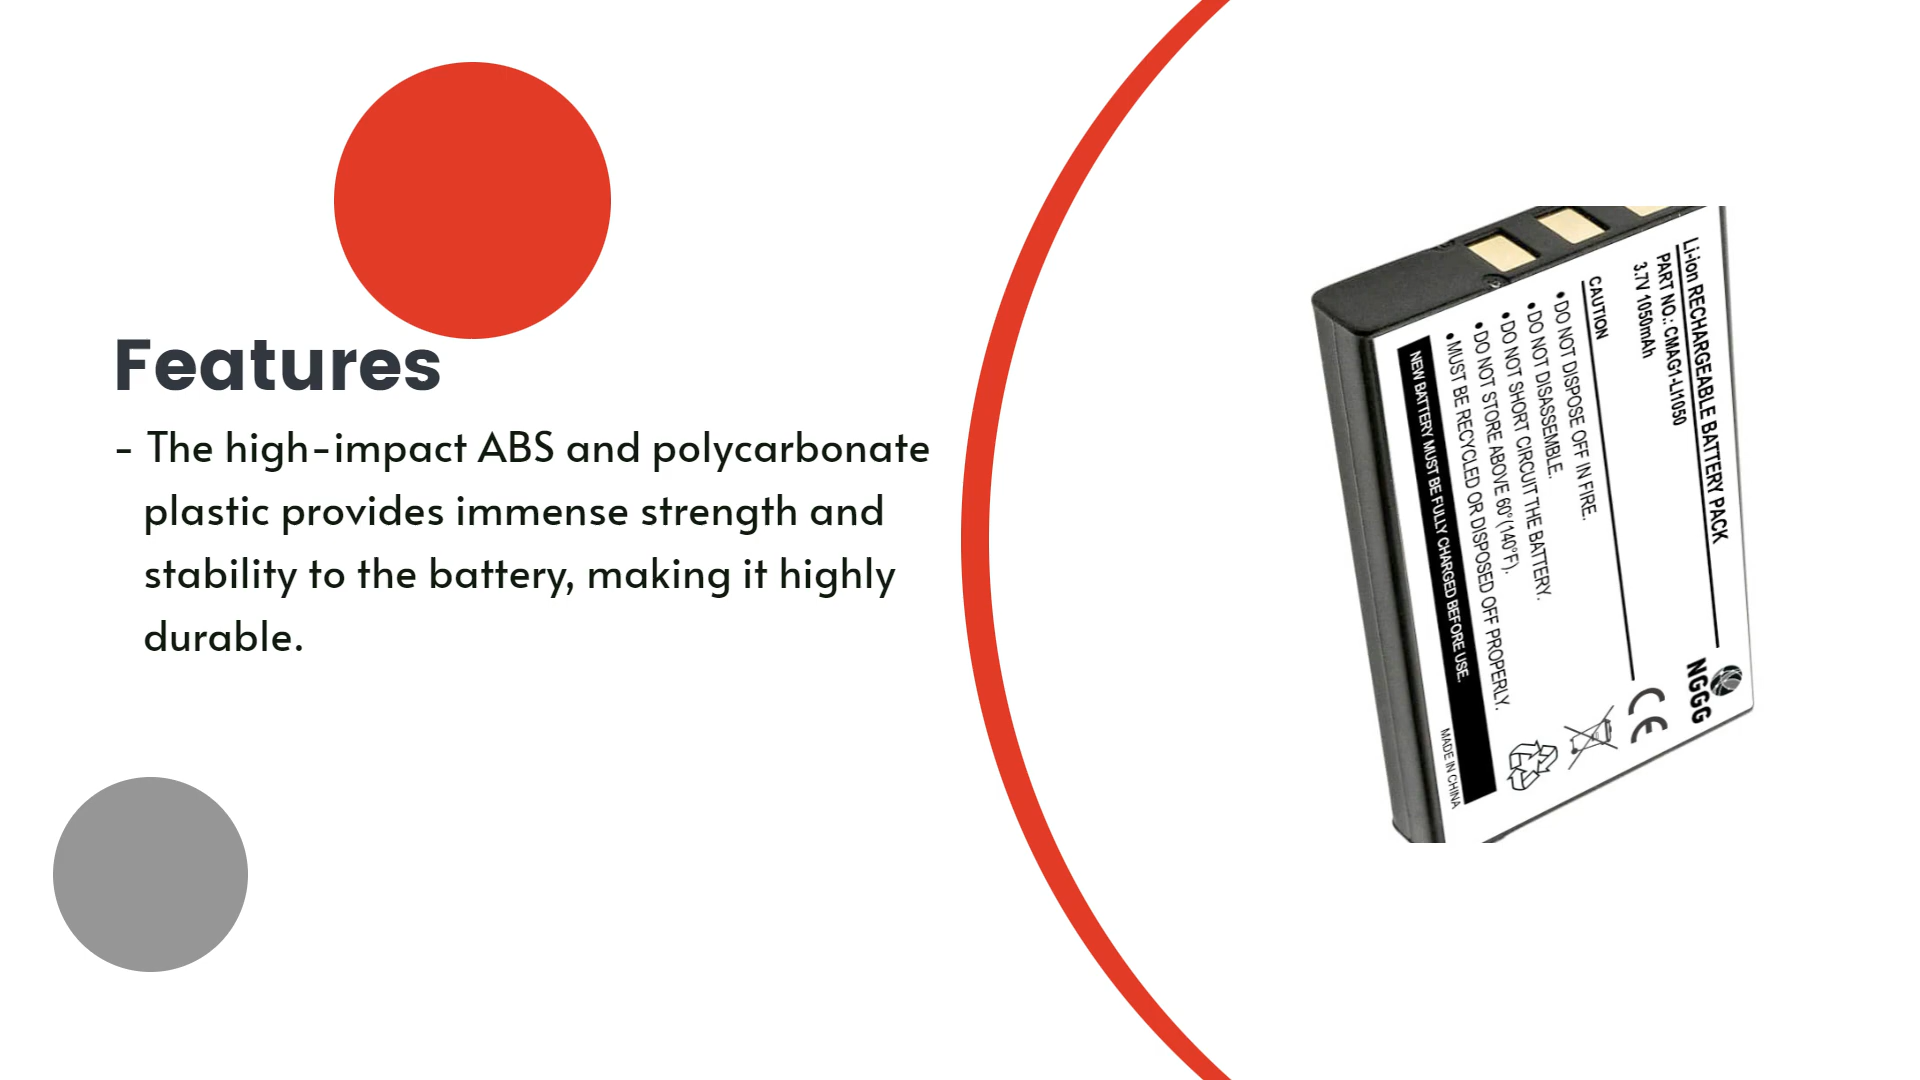 Features
- The high-impact ABS and polycarbonate
plastic provides immense strength and
stability to the battery, making it highly
durable.
Li-ion RECHARGEABLE BATTERY PACK
PART NO.: CMAG1-LI1050
3.7V 1050mAh
CAUTION
•DO NOT DISPOSE OFF IN FIRE.
•DO NOT DISASSEMBLE.
•DO NOT SHORT CIRCUIT THE BATTERY.
•DO NOT STORE ABOVE 60°(140°F).
•MUST BE RECYCLED OR DISPOSED OFF PROPERLY.
NEW BATTERY MUST BE FULLY CHARGED BEFORE USE.
MADE IN CHINA
CE
NGGG